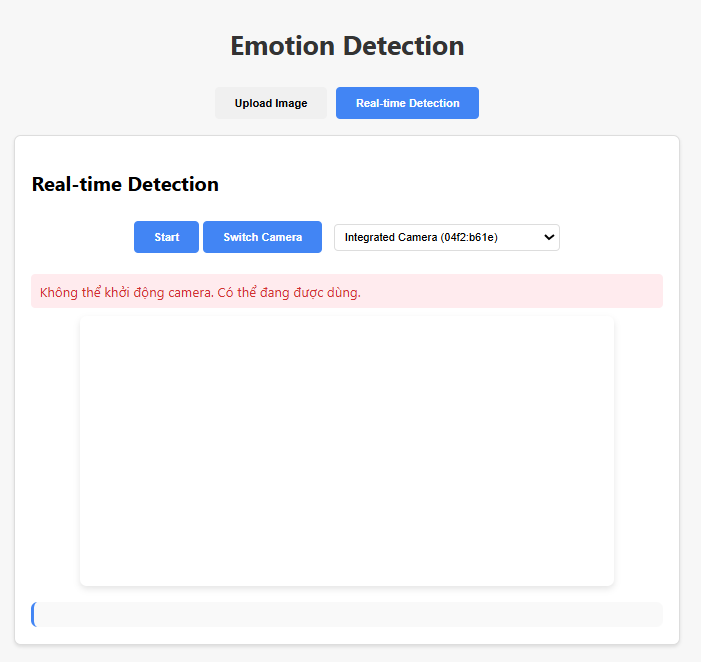 Emotion Detection
Upload Image
Real-time Detection
Real-time Detection
Start
Switch Camera
Integrated Camera (04f2:b61e)
Không thể khởi động camera. Có thể đang được dùng.